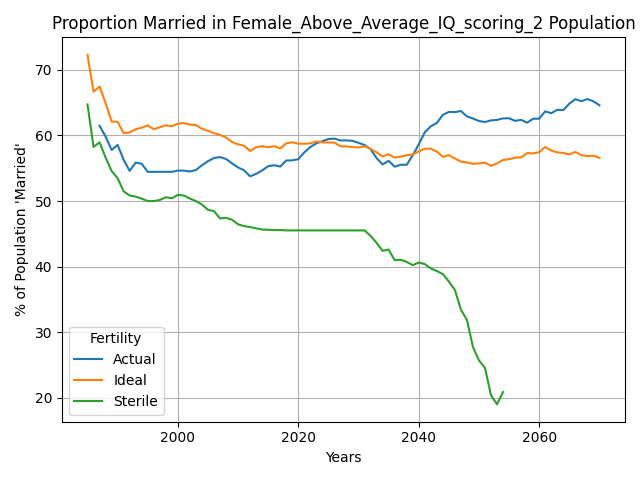 Proportion Married in Female_Above_Average_IQ_scoring_2 Population
% of Population 'Married'
70
60
50
40
30
20
Fertility
Actual
Ideal
Sterile
2000 2020 2040 2060
Years